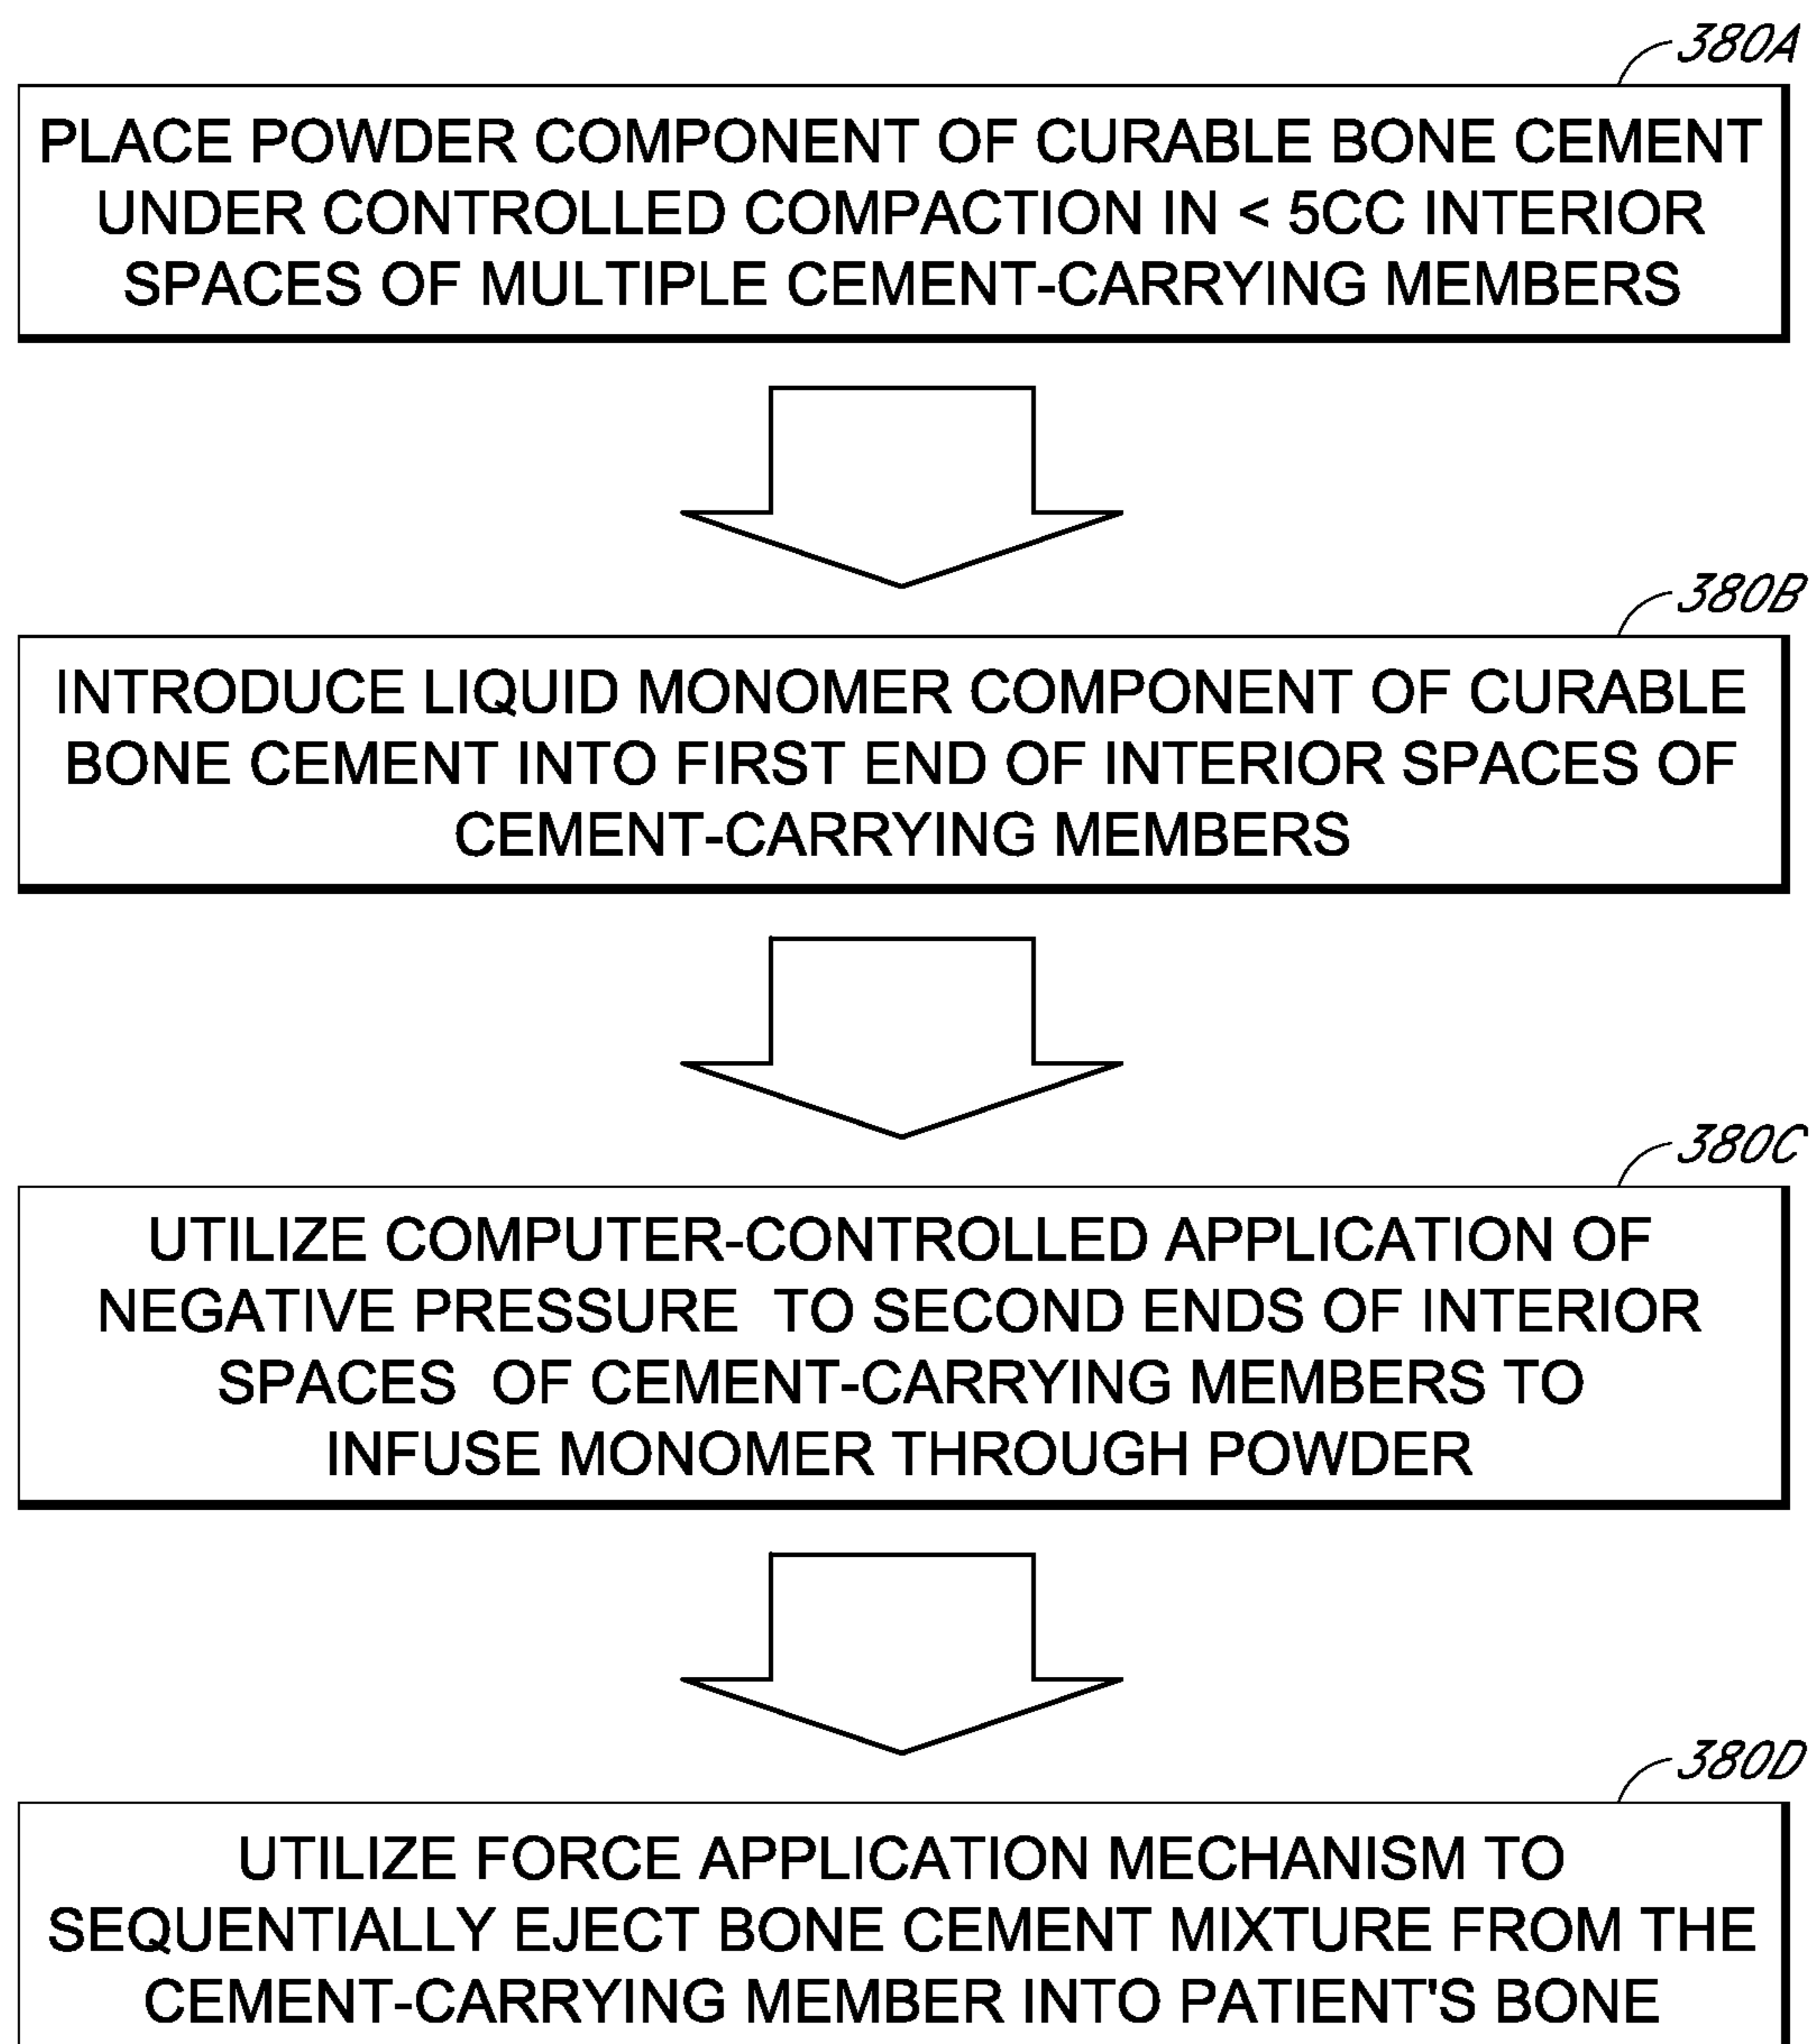 380A
PLACE POWDER COMPONENT OF CURABLE BONE CEMENT
UNDER CONTROLLED COMPACTION IN < 5CC INTERIOR
SPACES OF MULTIPLE CEMENT-CARRYING MEMBERS
380B
INTRODUCE LIQUID MONOMER COMPONENT OF CURABLE
BONE CEMENT INTO FIRST END OF INTERIOR SPACES OF
CEMENT-CARRYING MEMBERS
380C
UTILIZE COMPUTER-CONTROLLED APPLICATION OF
NEGATIVE PRESSURE TO SECOND ENDS OF INTERIOR
SPACES OF CEMENT-CARRYING MEMBERS TO
INFUSE MONOMER THROUGH POWDER
380D
UTILIZE FORCE APPLICATION MECHANISM TO
SEQUENTIALLY EJECT BONE CEMENT MIXTURE FROM THE
CEMENT-CARRYING MEMBER INTO PATIENT'S BONE